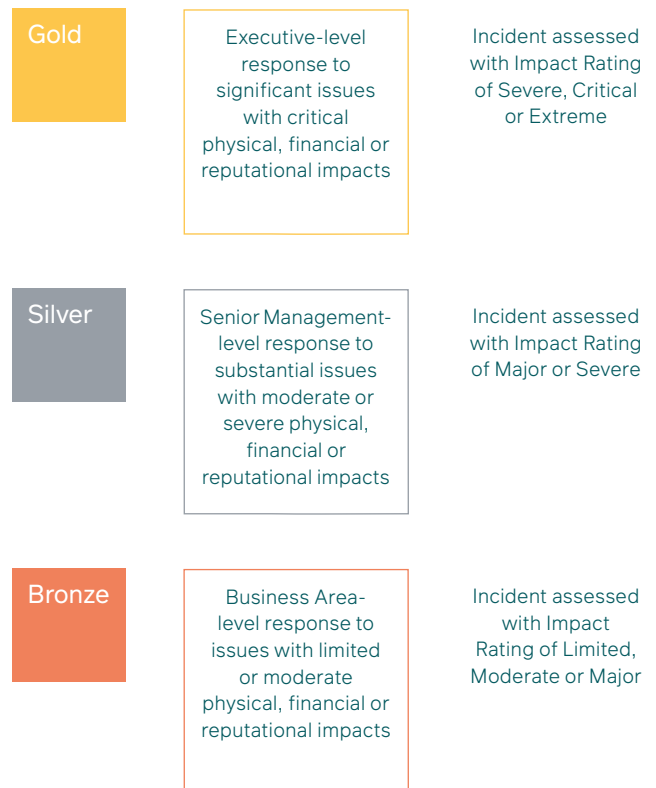 Gold
Executive-level
response to
significant issues
with critical
physical, financial or
reputational impacts
Incident assessed
with Impact Rating
of Severe, Critical
or Extreme
Silver
Senior Management-
level response to
substantial issues
with moderate or
severe physical,
financial or
reputational impacts
Incident assessed
with Impact Rating
of Major or Severe
Bronze
Business Area-
level response to
issues with limited
or moderate
physical, financial or
reputational impacts
Incident assessed
with Impact
Rating of Limited,
Moderate or Major